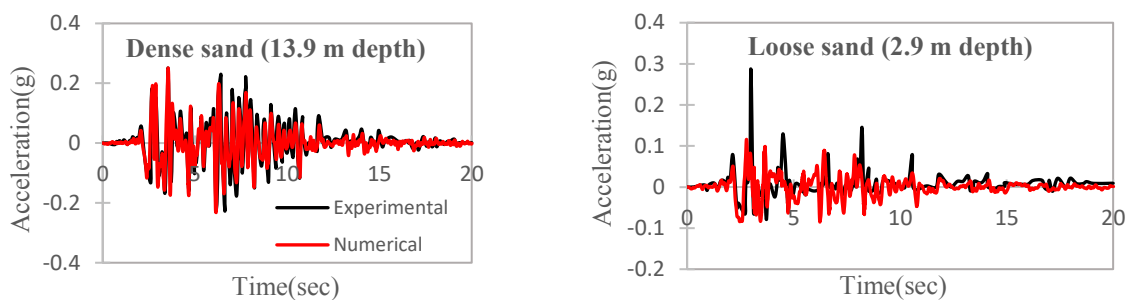 Dense sand (13.9 m depth)
Acceleration(g)
0.4
0.2
0
-0.2
-0.4
0
5
10
15
20
Experimental
Numerical
Time(sec)
Loose sand (2.9 m depth)
Acceleration(g)
0.4
0.3
0.2
0.1
0
-0.1
-0.2
0
5
10
15
20
Time(sec)